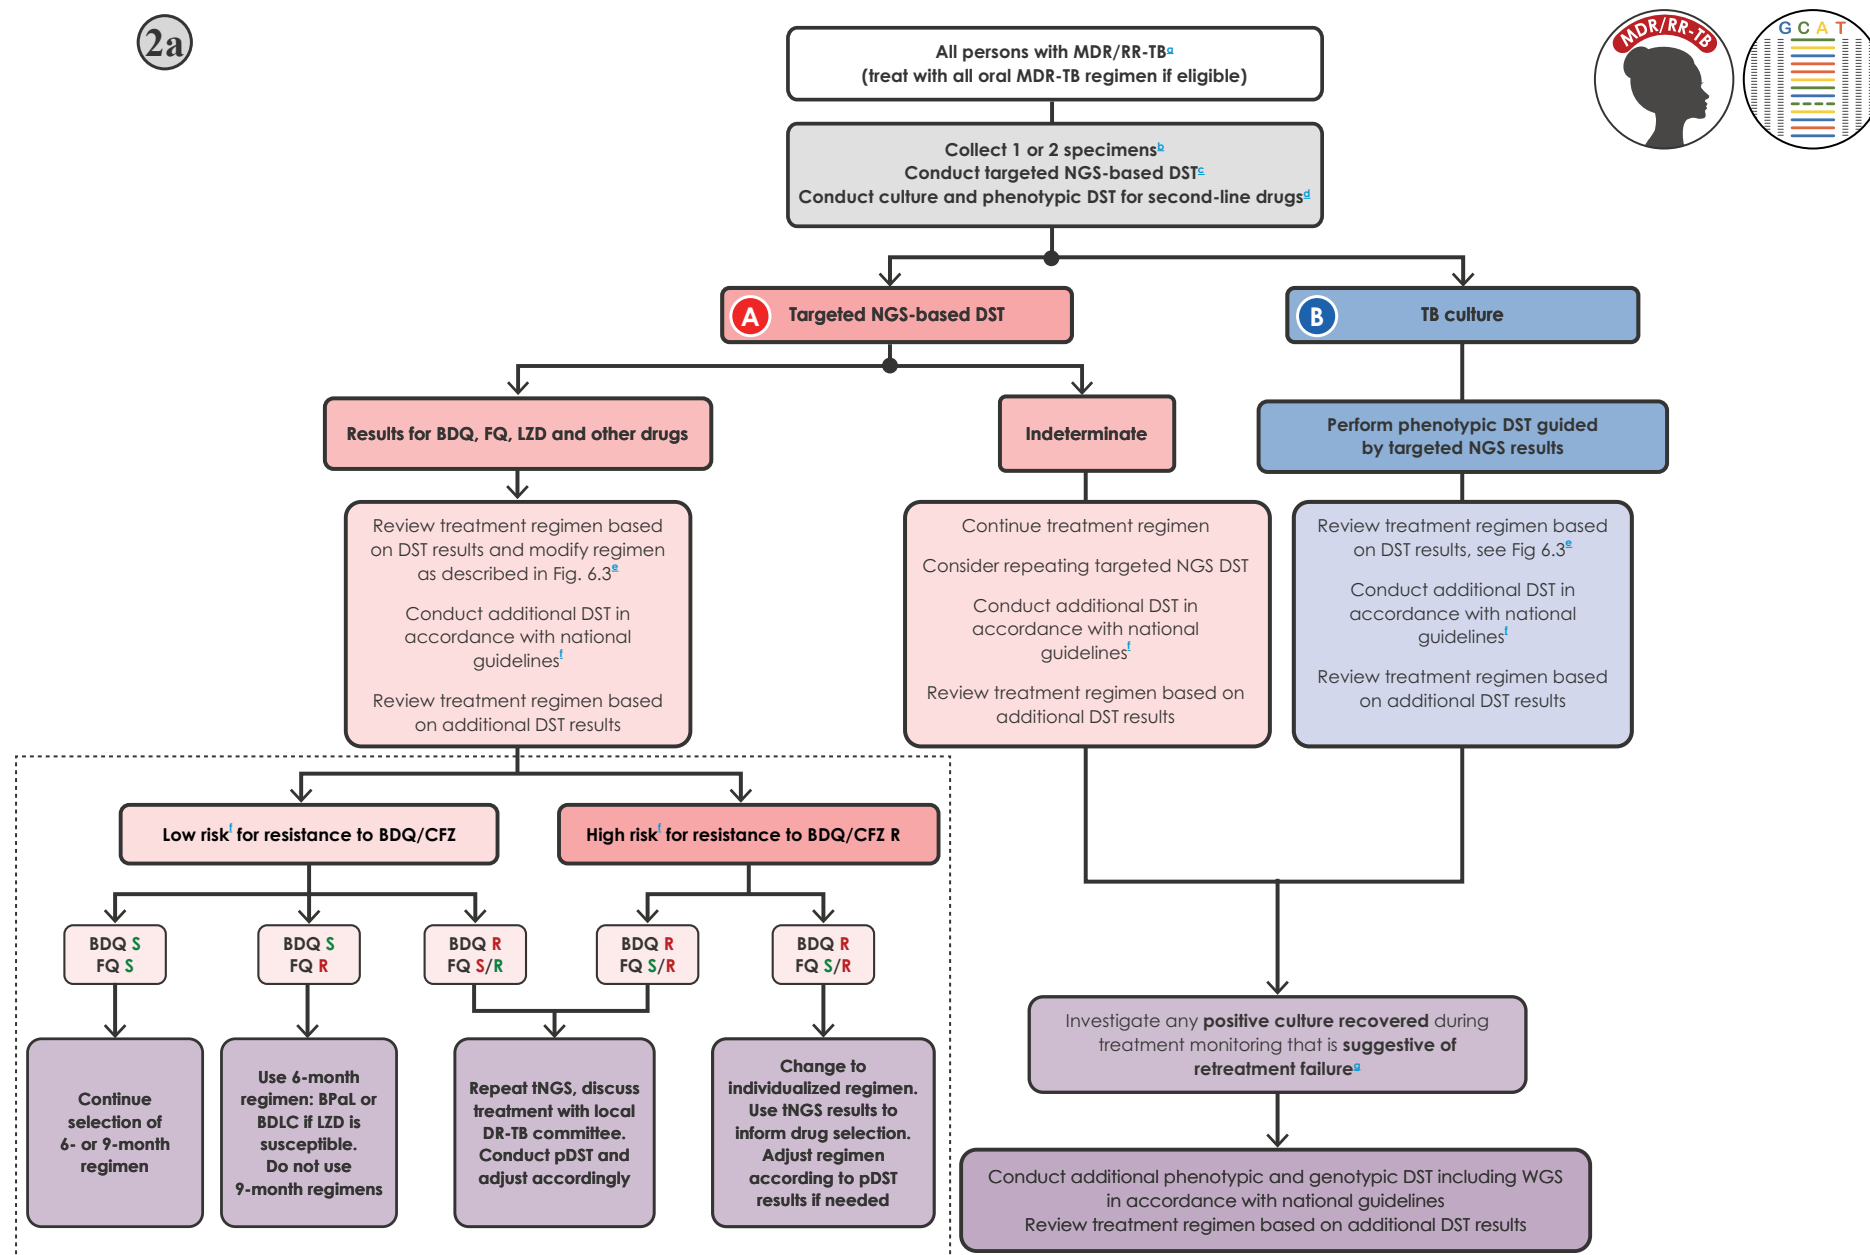 2a
MDR/RR-TB
G C A T
All persons with MDR/RR-TBa
(treat with all oral MDR-TB regimen if eligible)
Collect 1 or 2 specimensb
Conduct targeted NGS-based DSTc
Conduct culture and phenotypic DST for second-line drugsd
A
Targeted NGS-based DST
B
TB culture
Results for BDQ, FQ, LZD and other drugs
Indeterminate
Perform phenotypic DST guided
by targeted NGS results
Review treatment regimen based
on DST results and modify regimen
as described in Fig. 6.3e
Conduct additional DST in
accordance with national
guidelinesf
Review treatment regimen based
on additional DST results
Continue treatment regimen
Consider repeating targeted NGS DST
Conduct additional DST in
accordance with national
guidelinesf
Review treatment regimen based on
additional DST results
Review treatment regimen based
on DST results, see Fig 6.3e
Conduct additional DST in
accordance with national
guidelinesf
Review treatment regimen based
on additional DST results
Low riskf for resistance to BDQ/CFZ
High riskf for resistance to BDQ/CFZ R
BDQ S
FQ S
BDQ S
FQ R
BDQ R
FQ S/R
BDQ R
FQ S/R
BDQ R
FQ S/R
Continue
selection of
6- or 9-month
regimen
Use 6-month
regimen: BPaL or
BDLC if LZD is
susceptible.
Do not use
9-month regimens
Repeat tNGS, discuss
treatment with local
DR-TB committee.
Conduct pDST and
adjust accordingly
Change to
individualized regimen.
Use tNGS results to
inform drug selection.
Adjust regimen
according to pDST
results if needed
Investigate any positive culture recovered during
treatment monitoring that is suggestive of
retreatment failureg
Conduct additional phenotypic and genotypic DST including WGS
in accordance with national guidelines
Review treatment regimen based on additional DST results